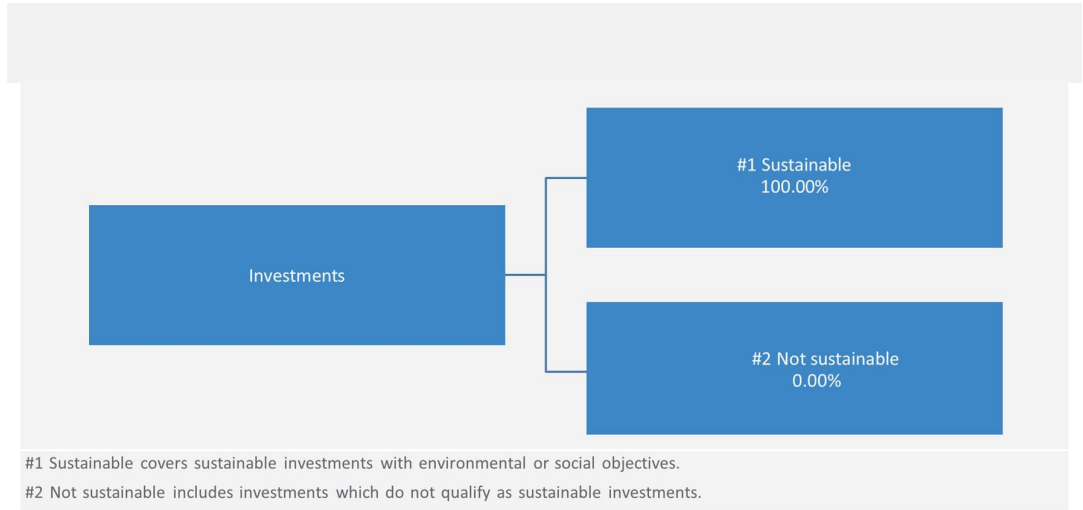 Investments
#1 Sustainable
100.00%
#2 Not sustainable
0.00%
#1 Sustainable covers sustainable investments with environmental or social objectives.
#2 Not sustainable includes investments which do not qualify as sustainable investments.